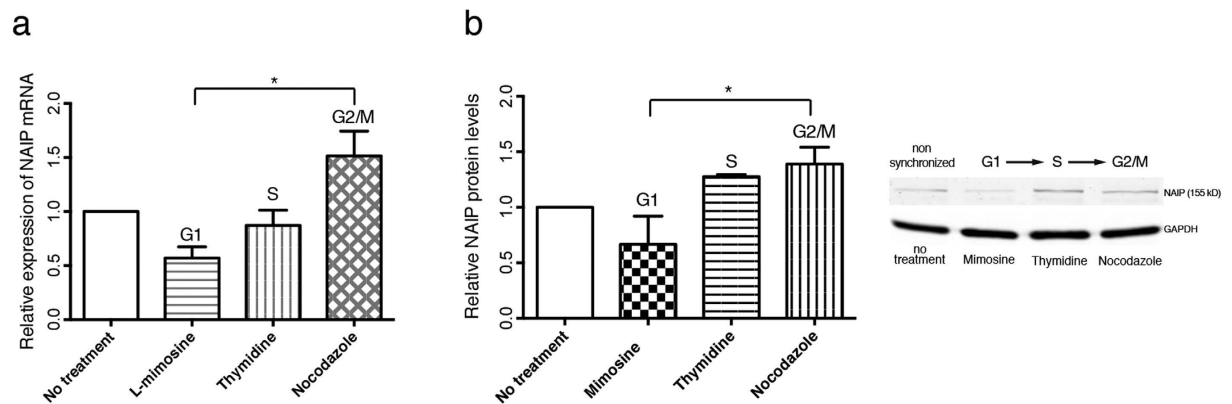 a
Relative expression of NAIP mRNA
2.0
1.5
1.0
0.5
0.0
*
G1
S
G2/M
No treatment
L-mimosine
Thymidine
Nocodazole
b
Relative NAIP protein levels
2.0
1.5
1.0
0.5
0.0
*
G1
S
G2/M
No treatment
Mimosine
Thymidine
Nocodazole
non
synchronized
G1 S G2/M
NAIP (155 kD)
GAPDH
no
treatment
Mimosine Thymidine Nocodazole